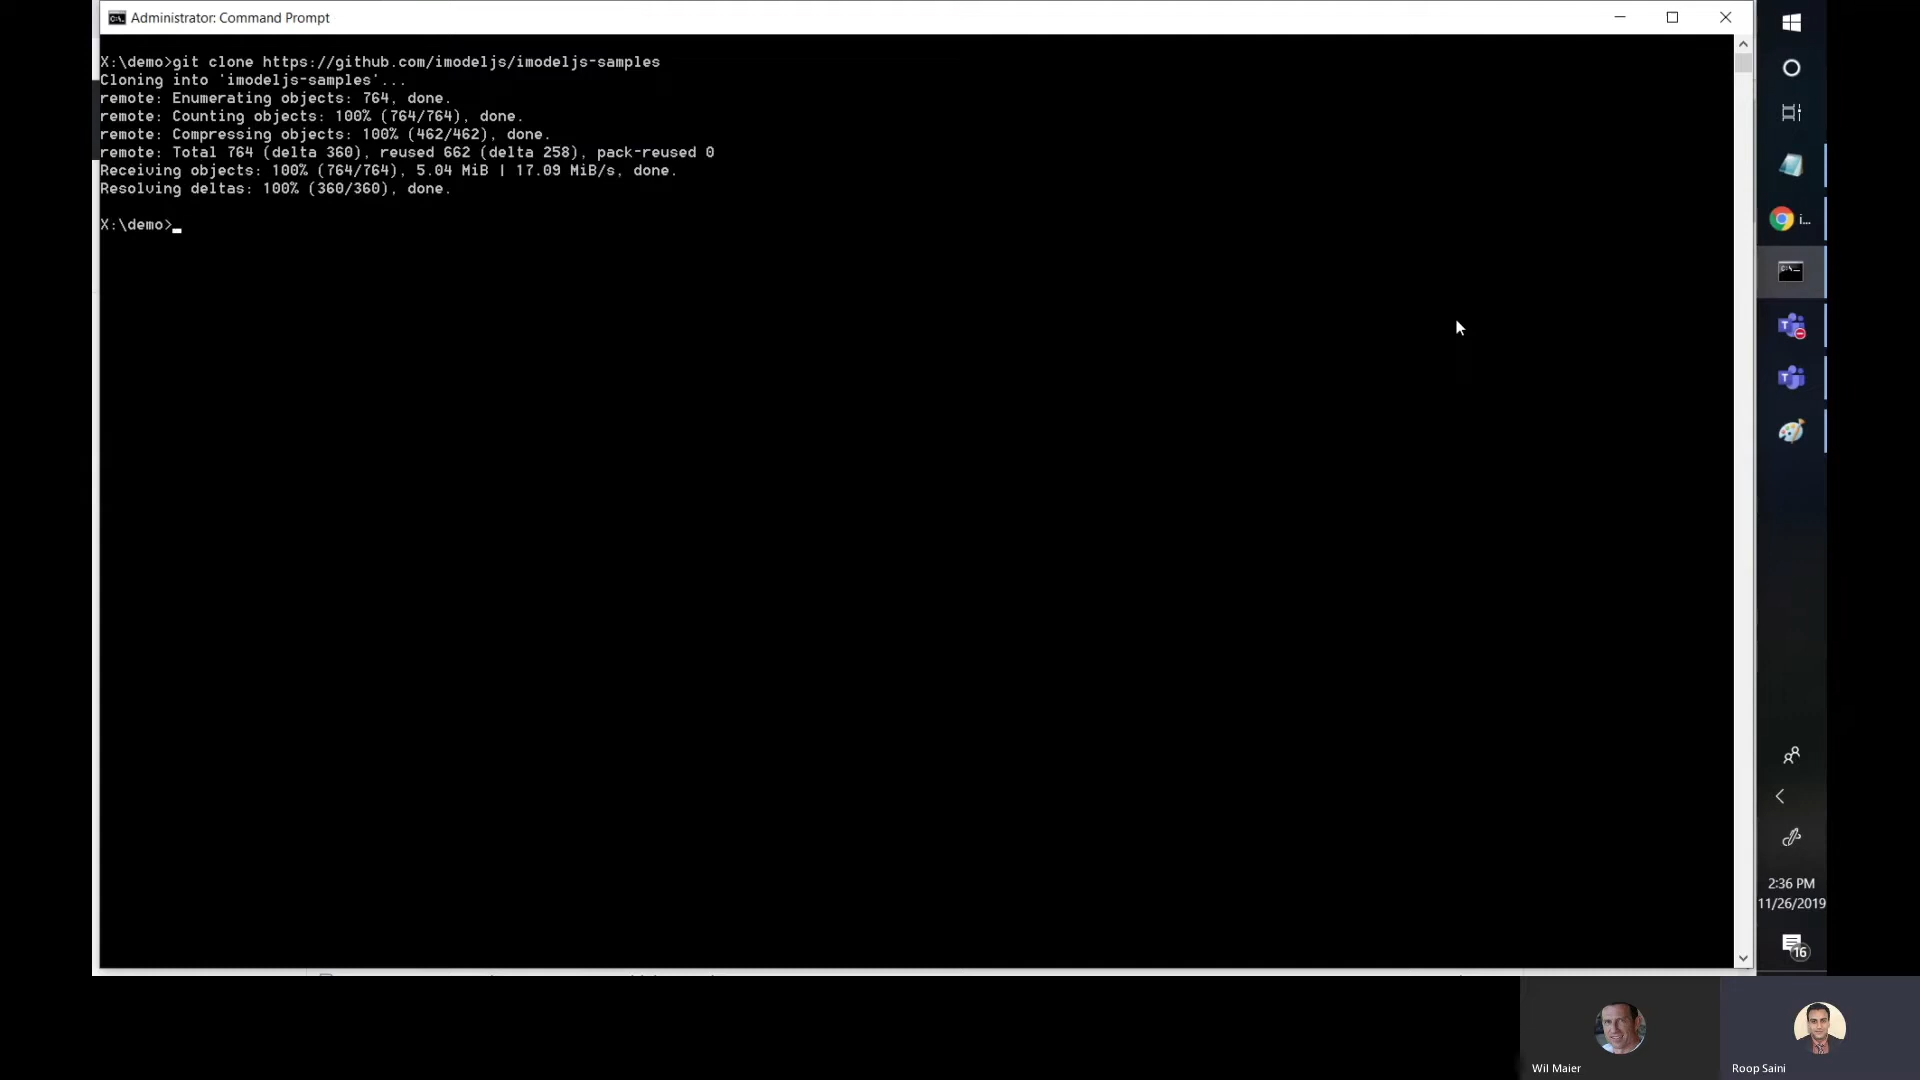 Administrator: Command Prompt
X:\demo>git clone https://github.com/imodeljs/imodeljs-samples
Cloning into 'imodeljs-samples'...
remote: Enumerating objects: 764, done.
remote: Counting objects: 100% (764/764), done.
remote: Compressing objects: 100% (462/462), done.
remote: Total 764 (delta 360), reused 662 (delta 258), pack-reused 0
Receiving objects: 100% (764/764), 5.04 MiB | 17.09 MiB/s, done.
Resolving deltas: 100% (360/360), done.
X:\demo>
i...
2:36 PM
11/26/2019
16
Wil Maier
Roop Saini